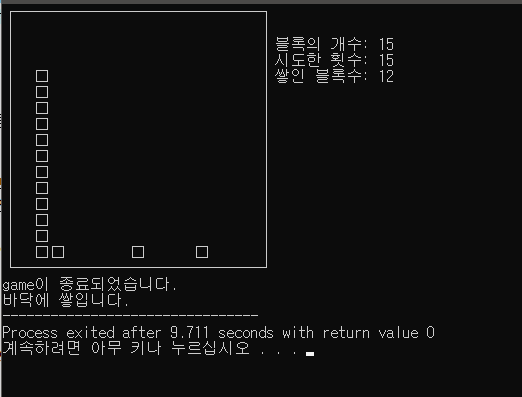 블록의 개수: 15
시도한 횟수: 15
쌓인 블록수: 12
game이 종료되었습니다.
바닥에 쌓입니다.
--------------------------------
Process exited after 9.711 seconds with return value 0
계속하려면 아무 키나 누르십시오 . . .